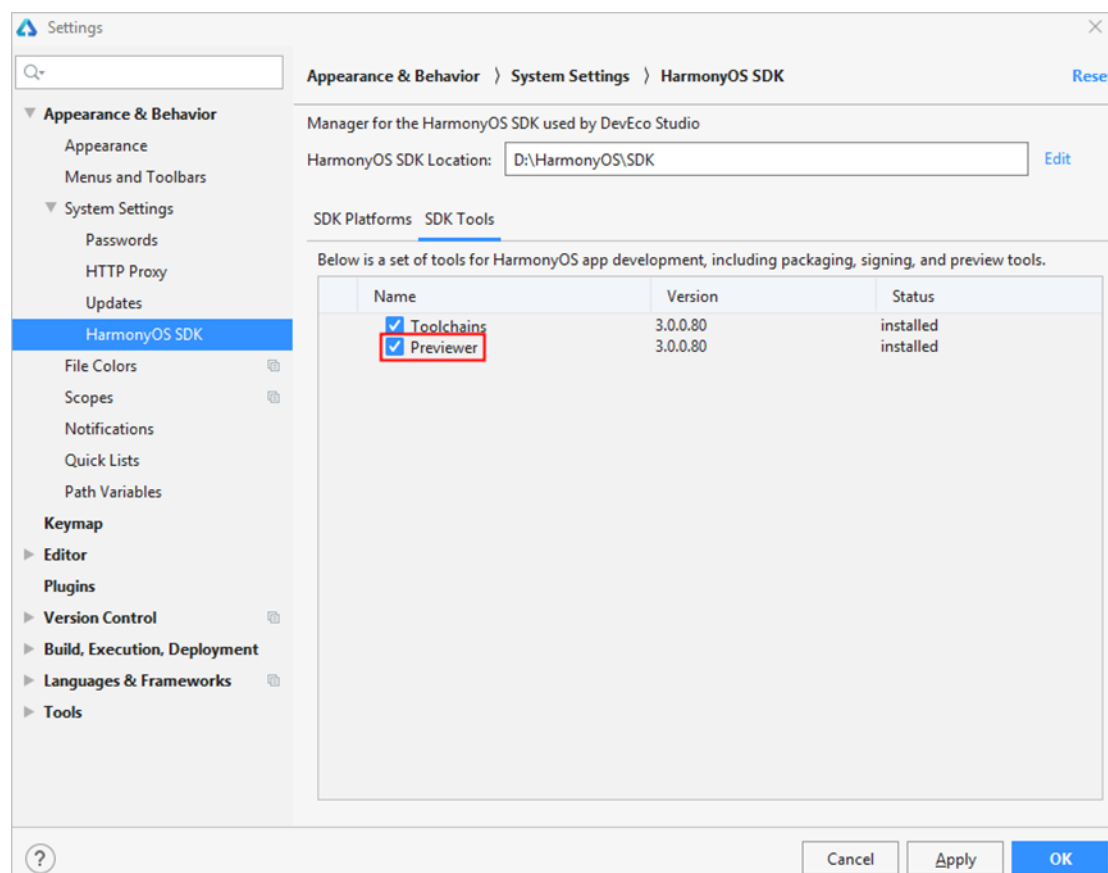 Settings
Appearance & Behavior
Appearance
Menus and Toolbars
System Settings
Passwords
HTTP Proxy
Updates
HarmonyOS SDK
File Colors
Scopes
Notifications
Quick Lists
Path Variables
Keymap
Editor
Plugins
Version Control
Build, Execution, Deployment
Languages & Frameworks
Tools
Appearance & Behavior ⟩ System Settings ⟩ HarmonyOS SDK Rese
Manager for the HarmonyOS SDK used by DevEco Studio
HarmonyOS SDK Location: D:\HarmonyOS\SDK Edit
SDK Platforms SDK Tools
Below is a set of tools for HarmonyOS app development, including packaging, signing, and preview tools.
Name Version Status
Toolchains 3.0.0.80 installed
Previewer 3.0.0.80 installed
? Cancel Apply OK